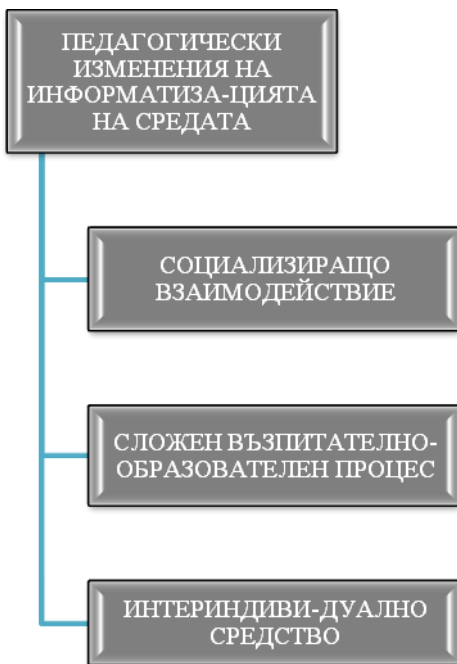 ПЕДАГОГИЧЕСКИ
ИЗМЕНЕНИЯ НА
ИНФОРМАТИЗА-ЦИЯТА
НА СРЕДАТА
СОЦИАЛИЗИРАЩО
ВЗАИМОДЕЙСТВИЕ
СЛОЖЕН ВЪЗПИТАТЕЛНО-
ОБРАЗОВАТЕЛЕН ПРОЦЕС
ИНТЕРИНДИВИ-ДУАЛНО
СРЕДСТВО